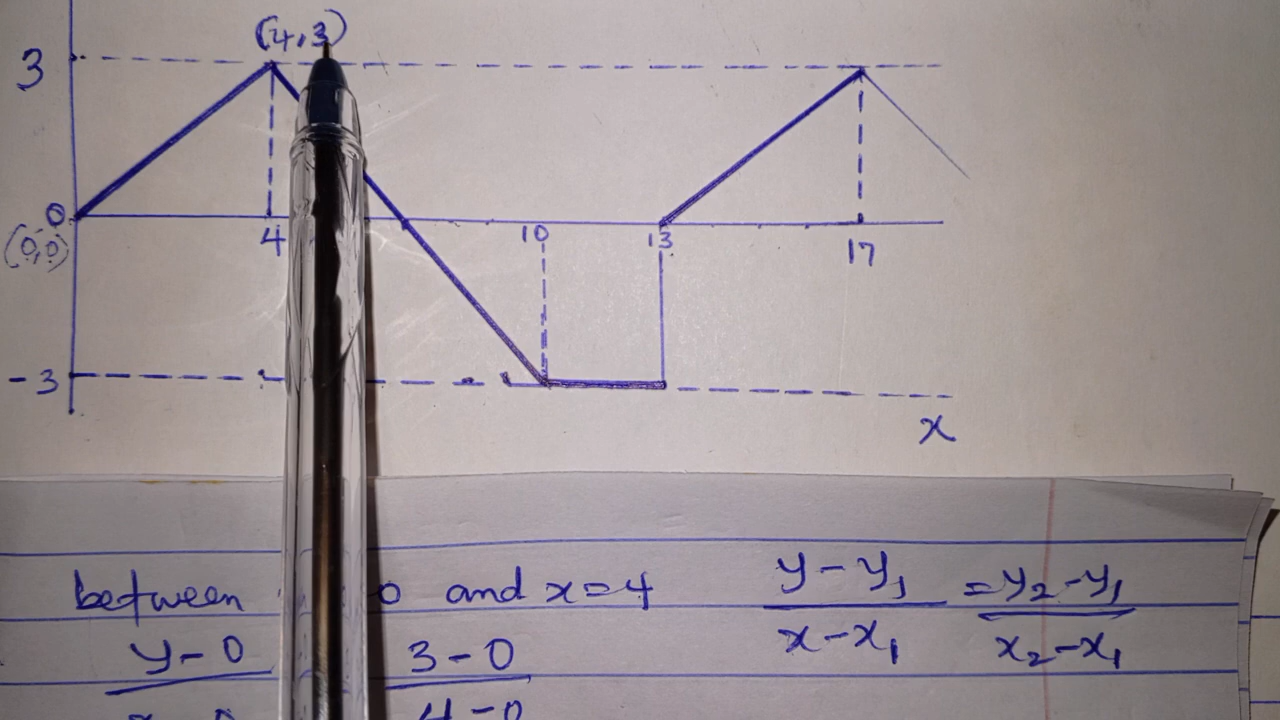 (4,3)
3
0
(0,0)
4 10 13 17
-3
x
between 0 and x=4
y-y₁ = y₂-y₁
x-x₁ x₂-x₁
y-0 3-0
4-0